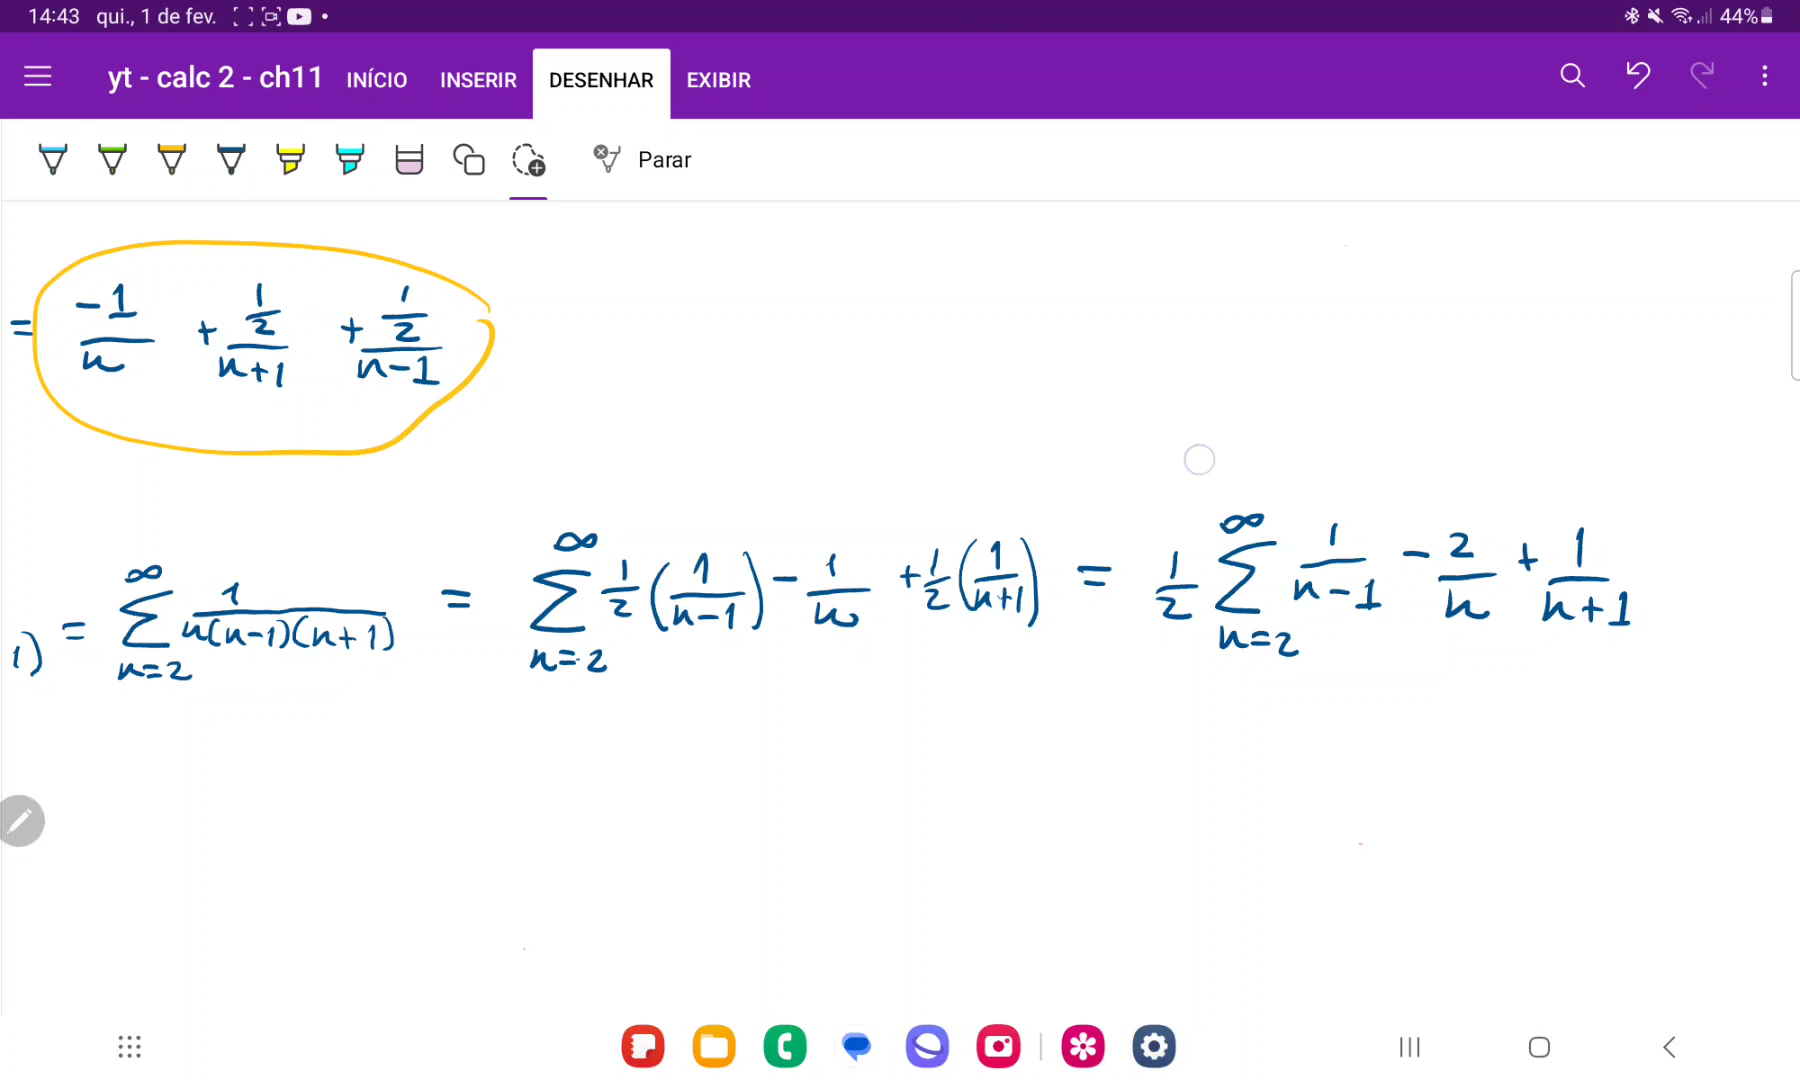 14:43 qui., 1 de fev. 44%
yt - calc 2 - ch11 INÍCIO INSERIR DESENHAR EXIBIR
Parar
= -1/n + (1/2)/(n+1) + (1/2)/(n-1)
1) = ∞ Σ n=2 1/(n(n-1)(n+1)) = ∞ Σ n=2 1/2 (1/(n-1)) - 1/n + 1/2 (1/(n+1)) = 1/2 ∞ Σ n=2 1/(n-1) - 2/n + 1/(n+1)